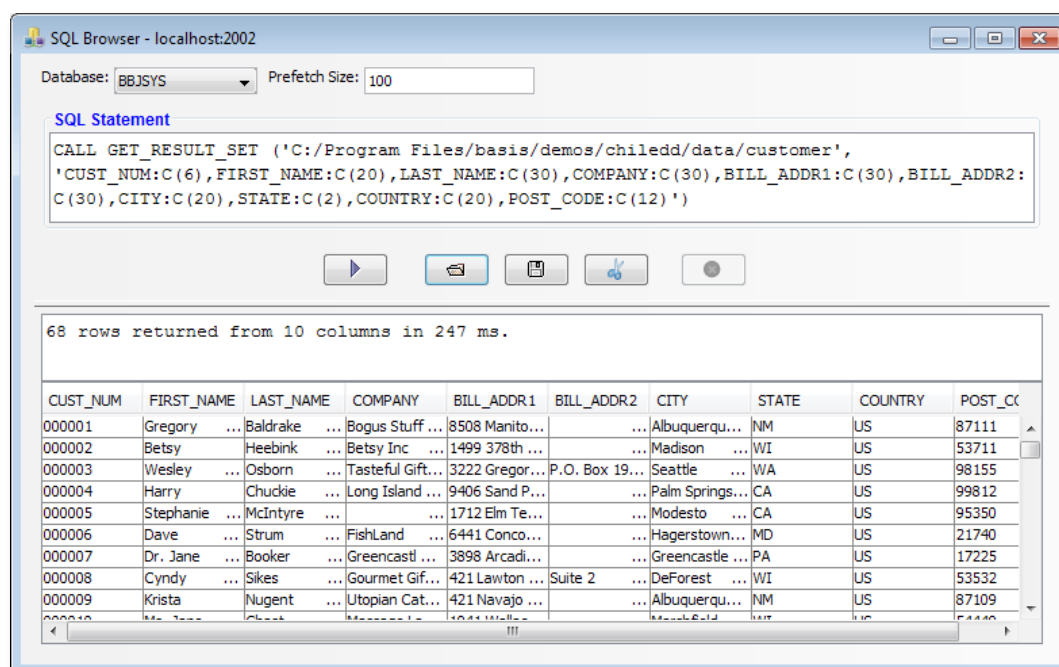 SQL Browser - localhost:2002
Database: BBJSYS Prefetch Size: 100
SQL Statement
CALL GET_RESULT_SET ('C:/Program Files/basis/demos/chiledd/data/customer',
'CUST_NUM:C(6),FIRST_NAME:C(20),LAST_NAME:C(30),COMPANY:C(30),BILL_ADDR1:C(30),BILL_ADDR2:
C(30),CITY:C(20),STATE:C(2),COUNTRY:C(20),POST_CODE:C(12)')
68 rows returned from 10 columns in 247 ms.
CUST_NUM FIRST_NAME LAST_NAME COMPANY BILL_ADDR1 BILL_ADDR2 CITY STATE COUNTRY POST_CO
000001 Gregory ... Baldrake ... Bogus Stuff ... 8508 Manito... ... Albuquerqu... NM US 87111
000002 Betsy Heebink ... Betsy Inc ... 1499 378th ... ... Madison ... WI US 53711
000003 Wesley ... Osborn ... Tasteful Gift... 3222 Gregor... P.O. Box 19... Seattle ... WA US 98155
000004 Harry Chuckie ... Long Island ... 9406 Sand P... ... Palm Springs... CA US 99812
000005 Stephanie ... McIntyre ... ... 1712 Elm Te... ... Modesto ... CA US 95350
000006 Dave ... Strum ... FishLand ... 6441 Conco... ... Hagerstown... MD US 21740
000007 Dr. Jane ... Booker ... Greencastl ... 3898 Arcadi... ... Greencastle ... PA US 17225
000008 Cyndy ... Sikes ... Gourmet Gif... 421 Lawton ... Suite 2 ... DeForest ... WI US 53532
000009 Krista Nugent ... Utopian Cat... 421 Navajo ... ... Albuquerqu... NM US 87109